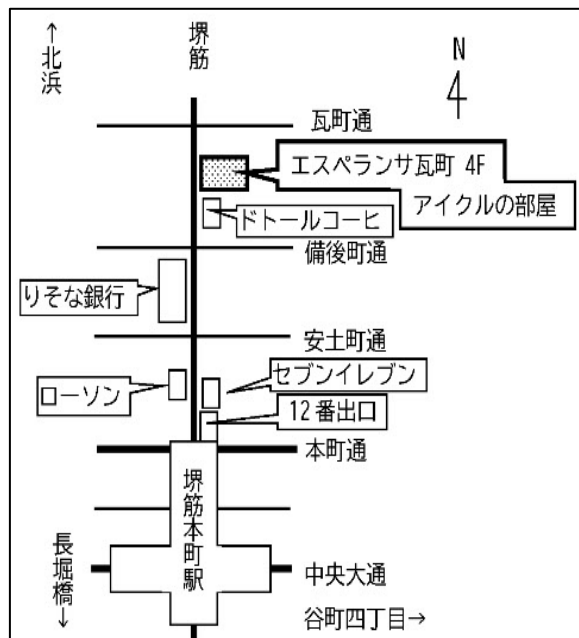 ↑北浜
堺筋
N
瓦町通
エスペランサ瓦町 4F
アイクルの部屋
ドトールコーヒ
備後町通
りそな銀行
安土町通
セブンイレブン
ローソン
12番出口
本町通
堺筋本町駅
長堀橋↓
中央大通
谷町四丁目→